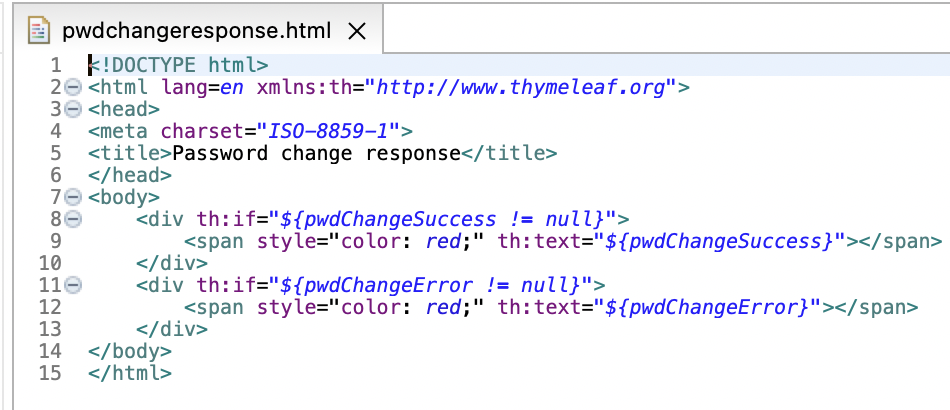 pwdchangeresponse.html
1 <!DOCTYPE html>
2 <html lang=en xmlns:th="http://www.thymeleaf.org">
3 <head>
4 <meta charset="ISO-8859-1">
5 <title>Password change response</title>
6 </head>
7 <body>
8     <div th:if="${pwdChangeSuccess != null}">
9         <span style="color: red;" th:text="${pwdChangeSuccess}"></span>
10     </div>
11     <div th:if="${pwdChangeError != null}">
12         <span style="color: red;" th:text="${pwdChangeError}"></span>
13     </div>
14 </body>
15 </html>